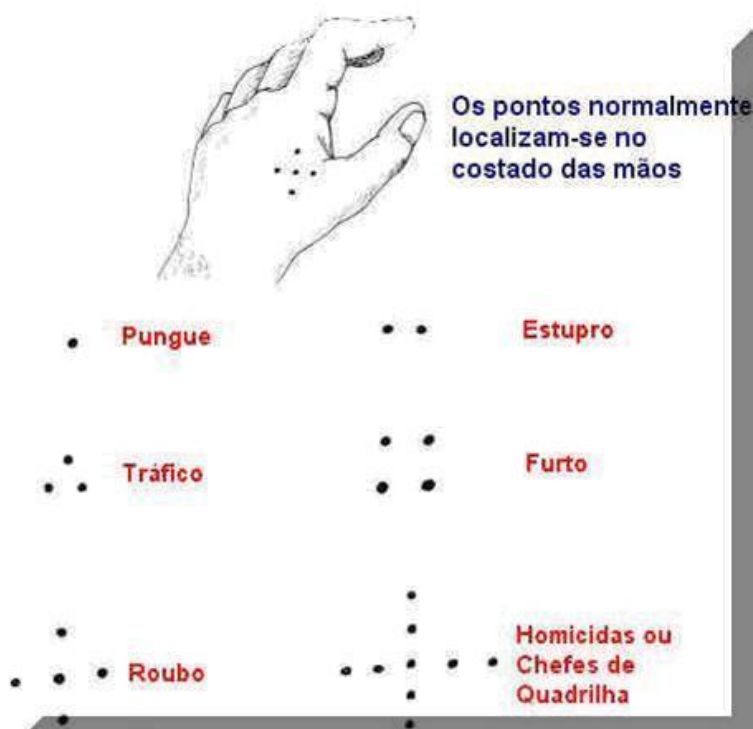 Os pontos normalmente
localizam-se no
costado das mãos
Pungue
Estupro
Tráfico
Furto
Roubo
Homicidas ou
Chefes de
Quadrilha